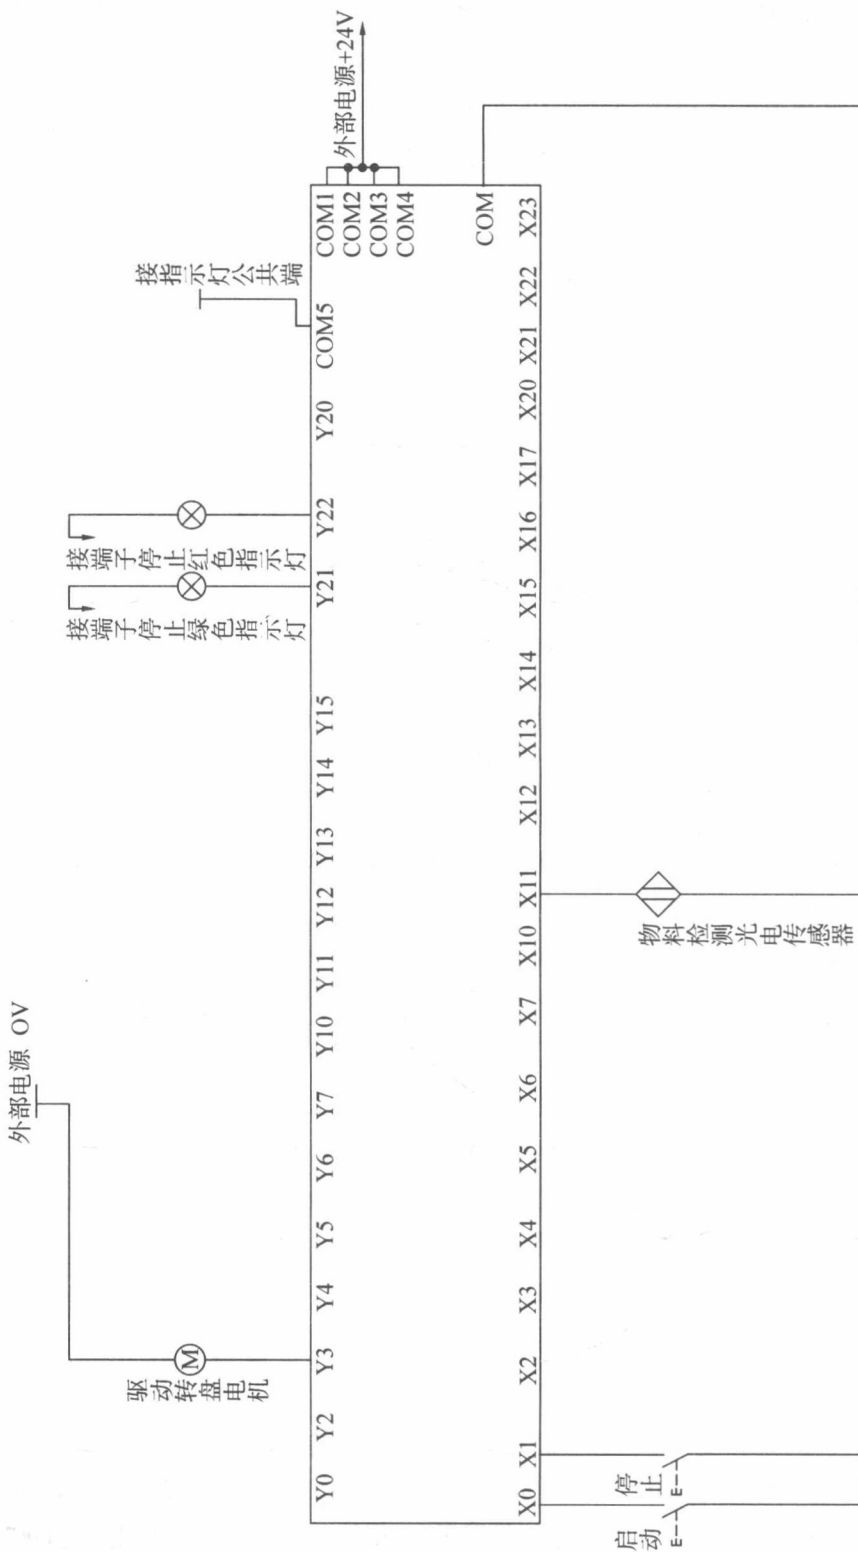 外部电源 OV
接指示灯公共端
外部电源+24V
驱动转盘电机
接端子停止绿色指示灯
接端子停止红色指示灯
Y0 Y2 Y3 Y4 Y5 Y6 Y7 Y10 Y11 Y12 Y13 Y14 Y15 Y21 Y22 Y20 COM5 COM1
COM2
COM3
COM4
COM
X0 X1 X2 X3 X4 X5 X6 X7 X10 X11 X12 X13 X14 X15 X16 X17 X20 X21 X22 X23
启动
停止
物料检测光电传感器